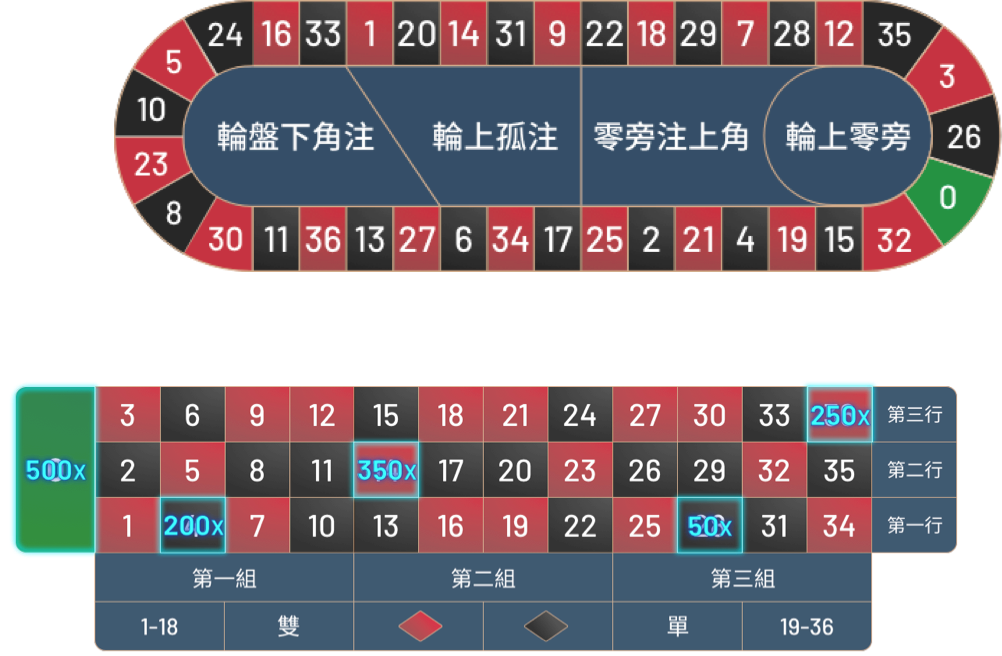 24 16 33 1 20 14 31 9 22 18 29 7 28 12 35
5 3
10 輪盤下角注 輪上孤注 零旁注上角 輪上零旁 26
23 0
8
30 11 36 13 27 6 34 17 25 2 21 4 19 15 32
3 6 9 12 15 18 21 24 27 30 33 250x 第三行
500x 2 5 8 11 350x 17 20 23 26 29 32 35 第二行
1 200x 7 10 13 16 19 22 25 50x 31 34 第一行
第一組 第二組 第三組
1-18 雙 單 19-36